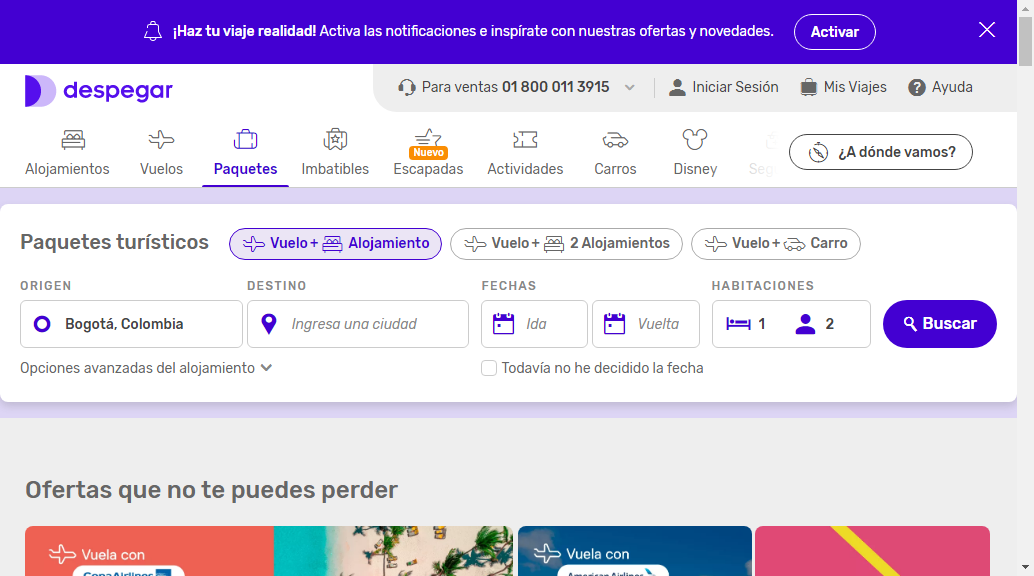 ¡Haz tu viaje realidad! Activa las notificaciones e inspírate con nuestras ofertas y novedades.
Activar
despegar
Para ventas 01 800 011 3915
Iniciar Sesión
Mis Viajes
Ayuda
Alojamientos
Vuelos
Paquetes
Imbatibles
Nuevo
Escapadas
Actividades
Carros
Disney
Seg
¿A dónde vamos?
Paquetes turísticos
Vuelo + Alojamiento
Vuelo + 2 Alojamientos
Vuelo + Carro
ORIGEN
DESTINO
FECHAS
HABITACIONES
Bogotá, Colombia
Ingresa una ciudad
Ida
Vuelta
1
2
Buscar
Opciones avanzadas del alojamiento
Todavía no he decidido la fecha
Ofertas que no te puedes perder
Vuela con
CopaAirlines
Vuela con
American Airlines